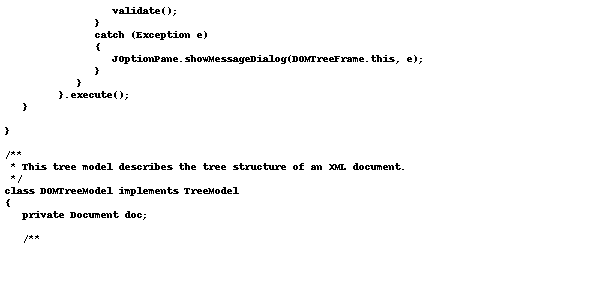 validate();
}
catch (Exception e)
{
JOptionPane.showMessageDialog(DOMTreeFrame.this, e);
}
}
}.execute();
}
}
/**
* This tree model describes the tree structure of an XML document.
*/
class DOMTreeModel implements TreeModel
{
private Document doc;
/**